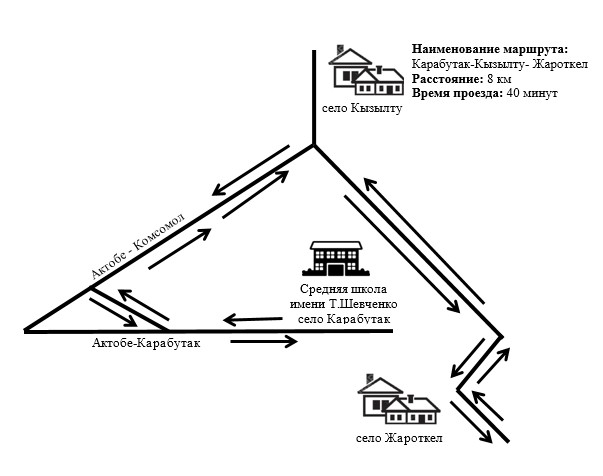 Наименование маршрута:
Карабутак-Кызылту- Жароткел
Расстояние: 8 км
Время проезда: 40 минут
село Кызылту
Актобе - Комсомол
Средняя школа
имени Т.Шевченко
село Карабутак
Актобе-Карабутак
село Жароткел